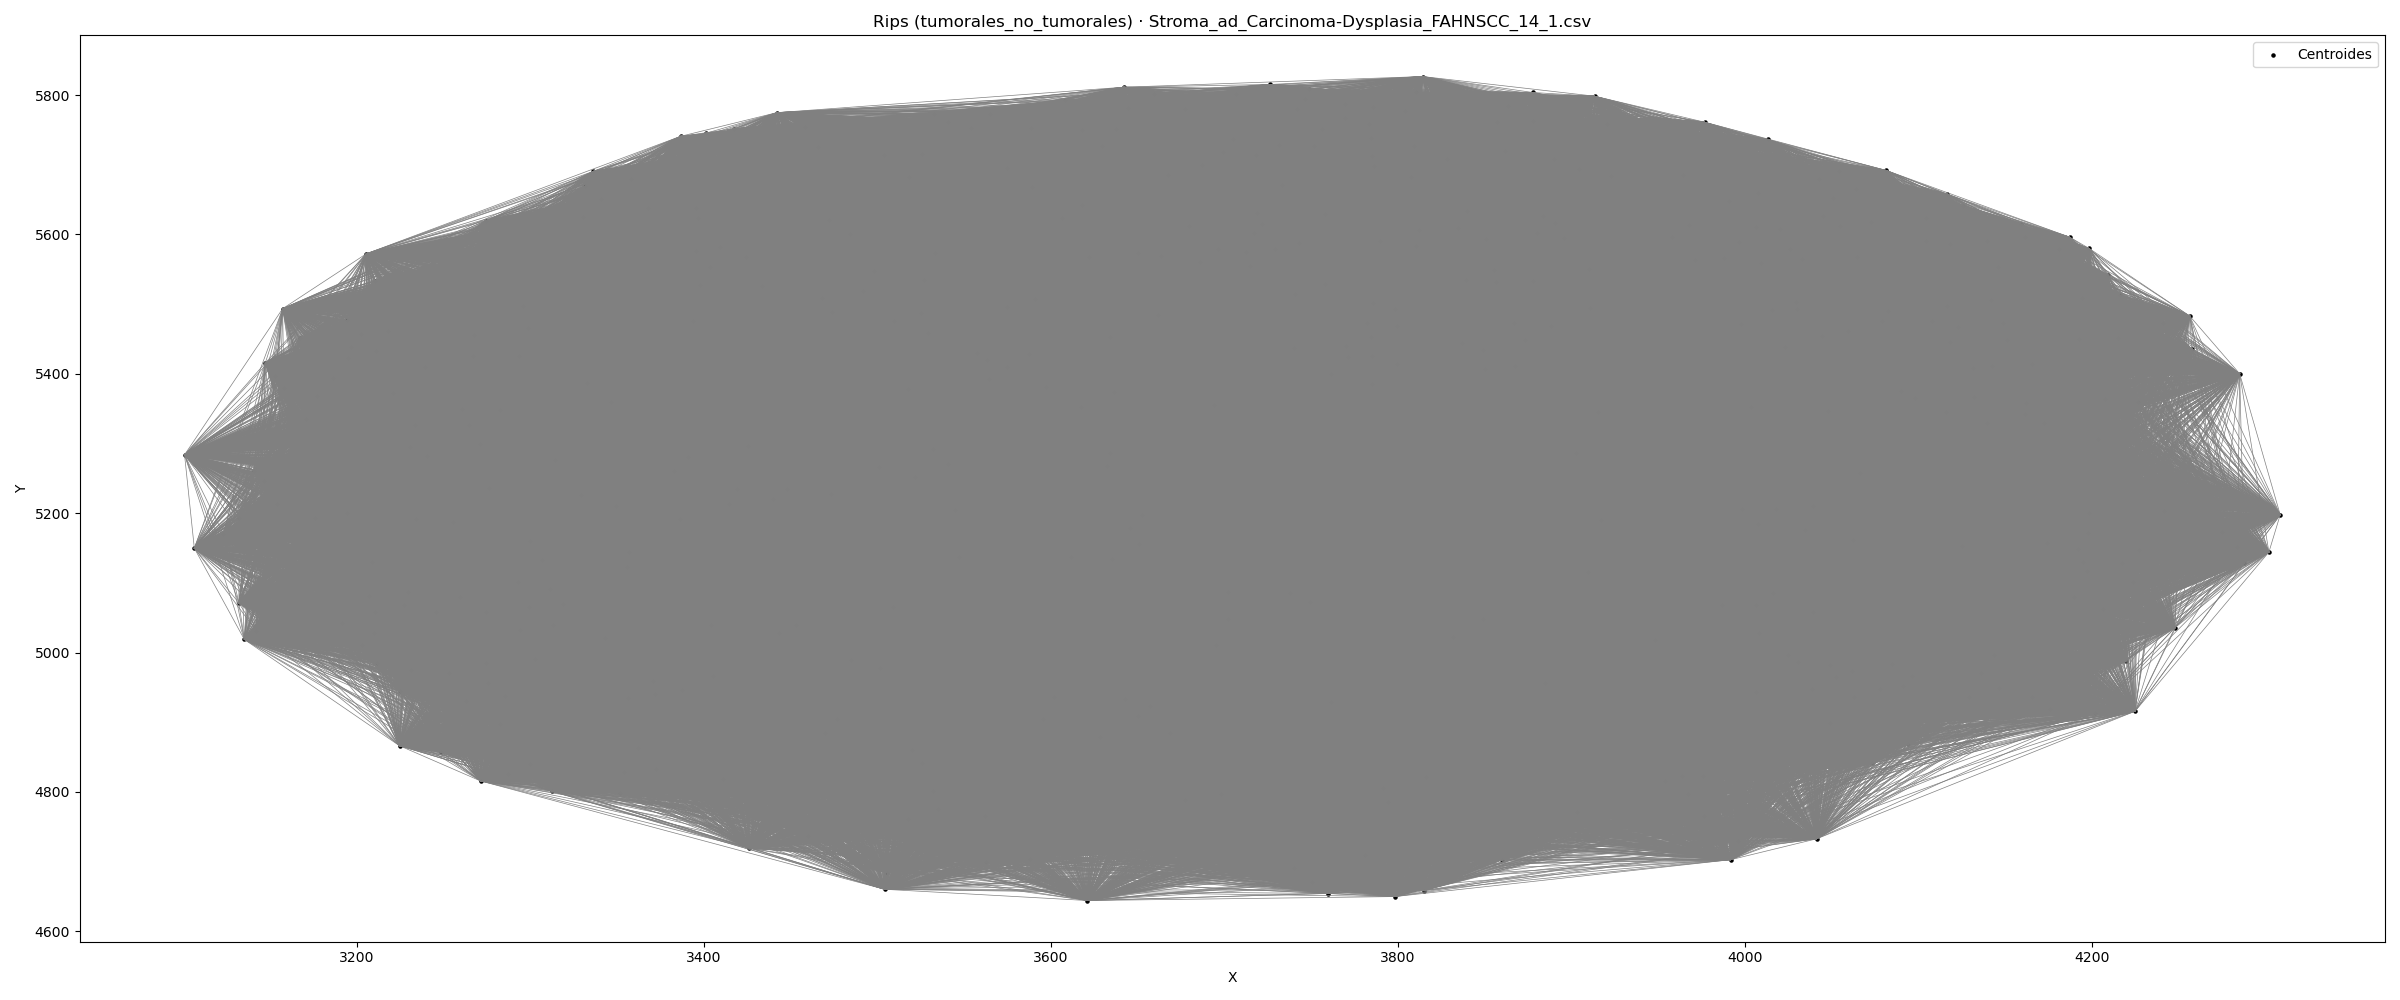 Rips (tumorales_no_tumorales) · Stroma_ad_Carcinoma-Dysplasia_FAHNSCC_14_1.csv
Centroides
5800
5600
5400
5200
5000
4800
4600
Y
3200 3400 3600 3800 4000 4200
X